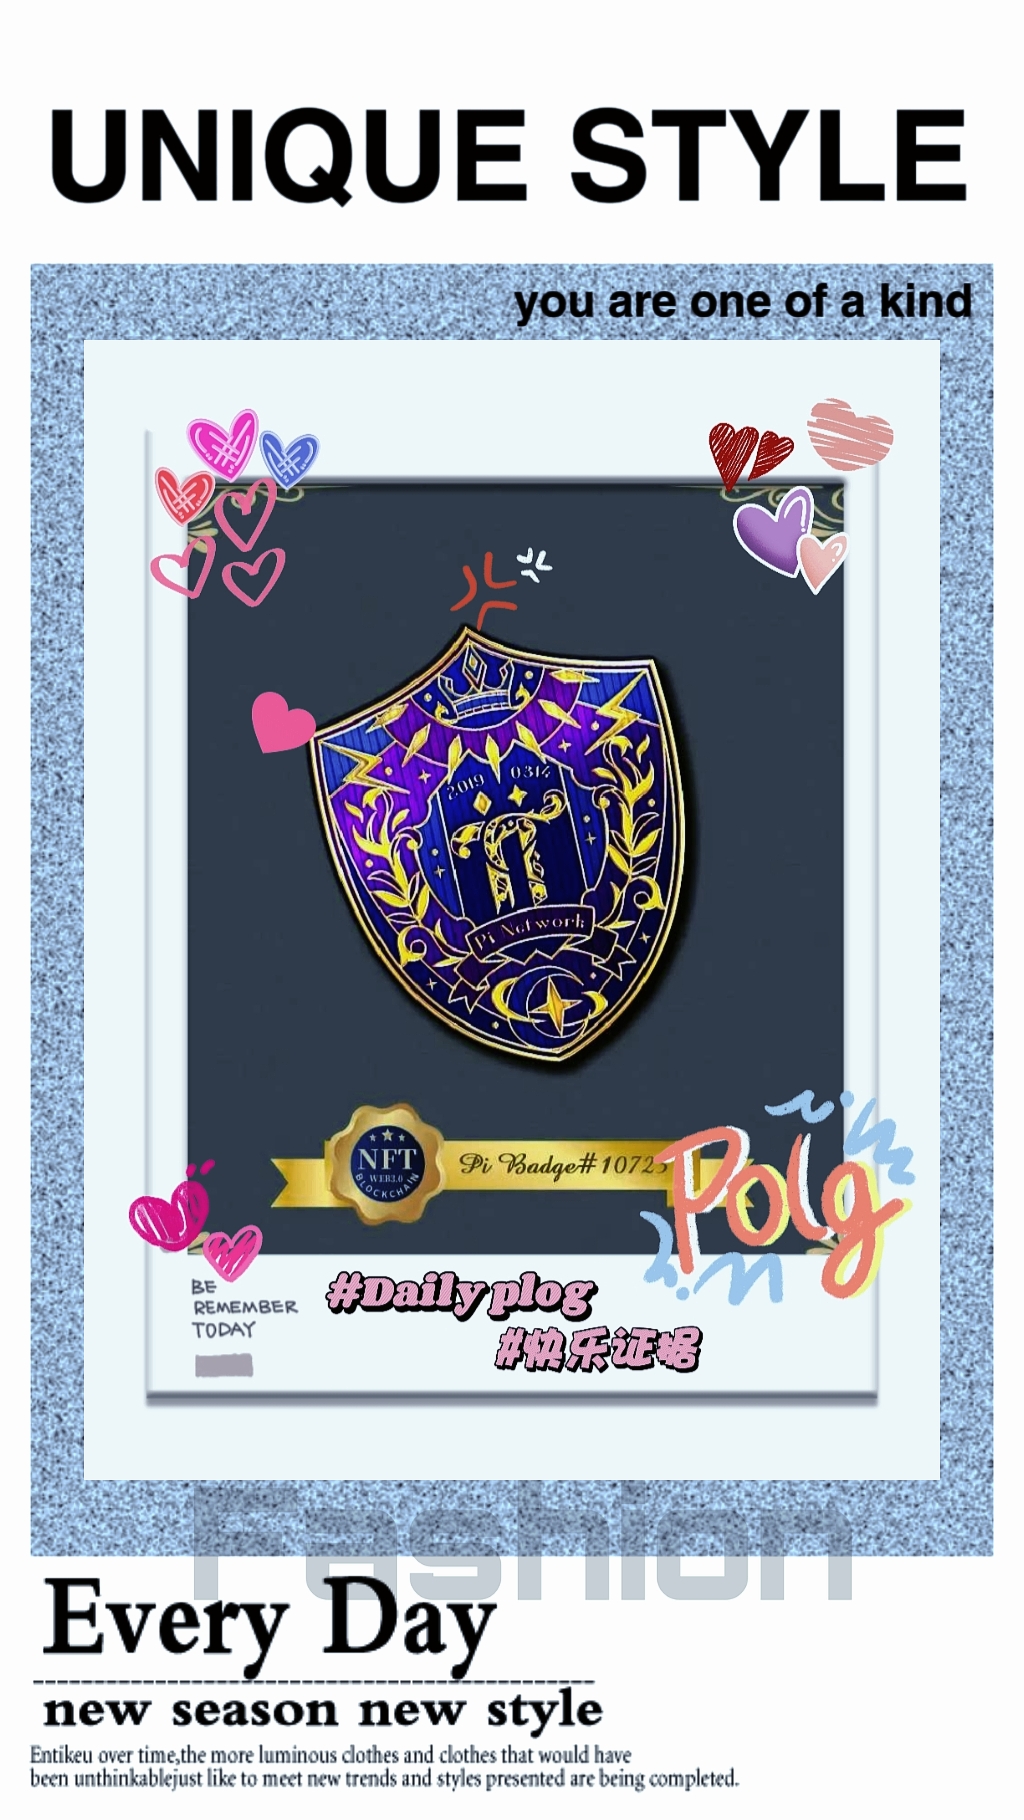 UNIQUE STYLE
you are one of a kind
2019 0314
Pi Network
NFT
WEB3.0
BLOCKCHAIN
Pi Badge#10725
Polg
BE
REMEMBER
TODAY
#Daily plog
#快乐证据
Fashion
Every Day
new season new style
Entikeu over time,the more luminous clothes and clothes that would have
been unthinkablejust like to meet new trends and styles presented are being completed.